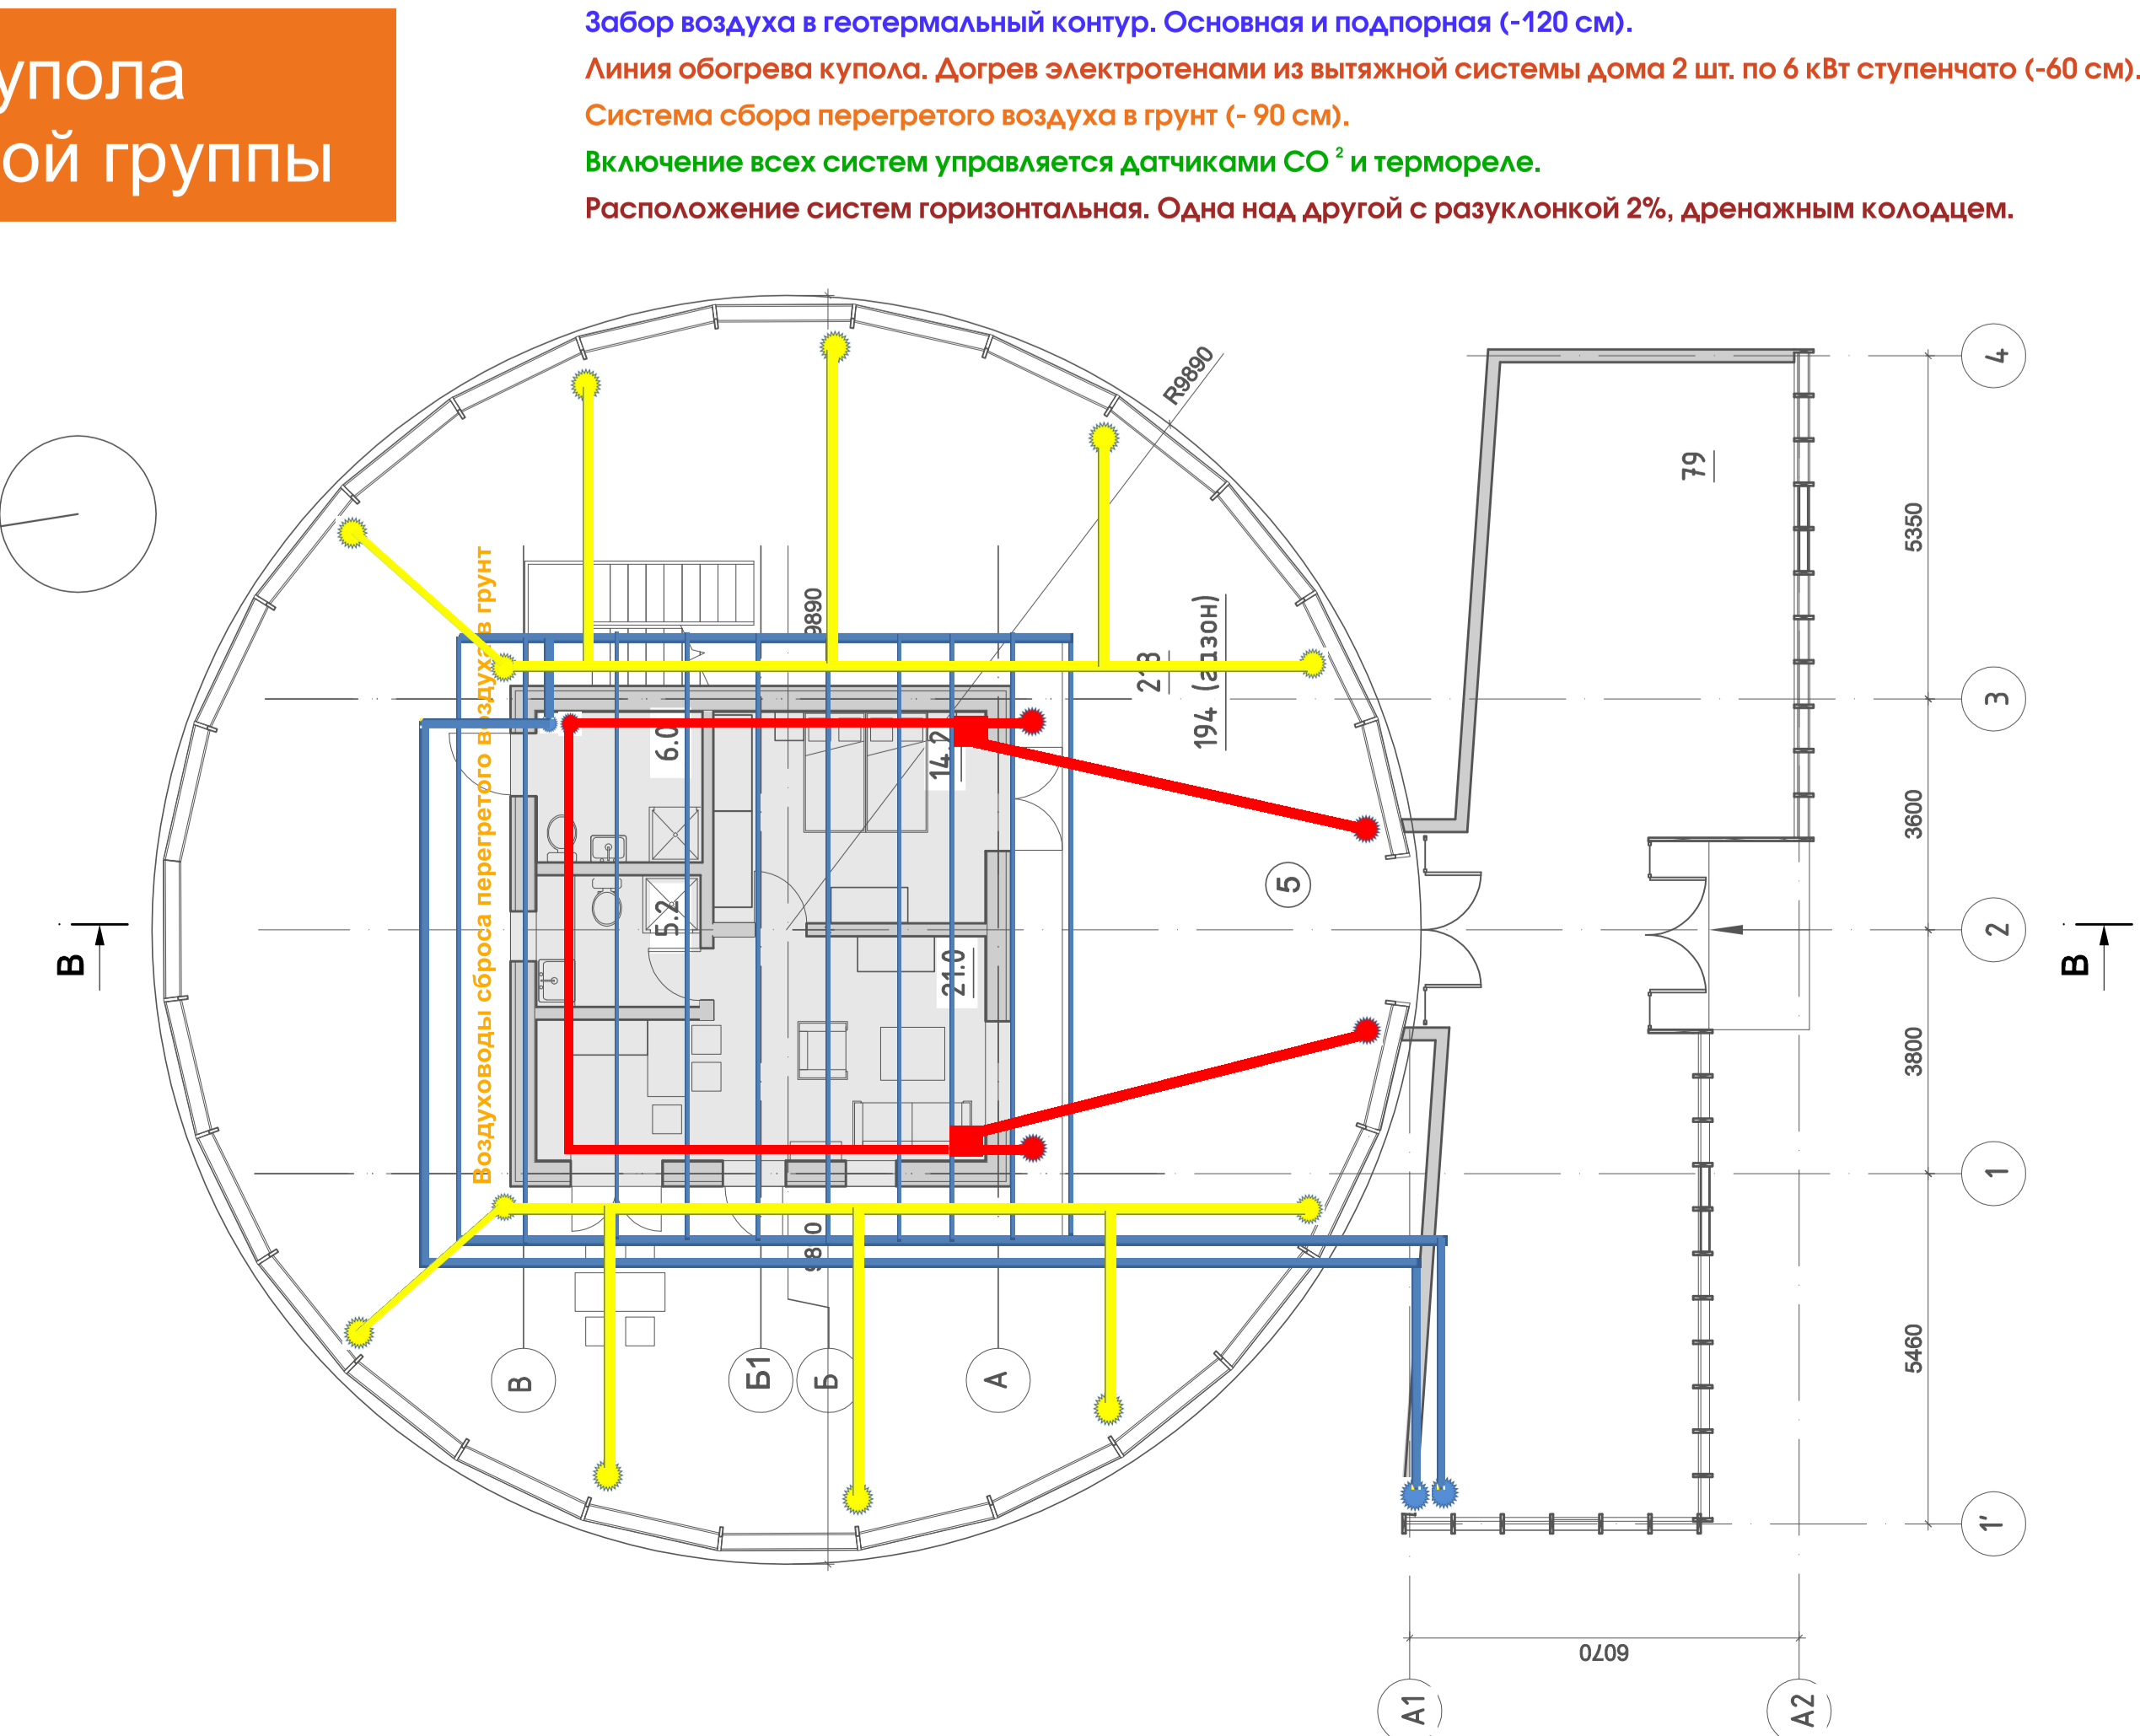 упола
ой группы
Забор воздуха в геотермальный контур. Основная и подпорная (-120 см).
Линия обогрева купола. Догрев электротенами из вытяжной системы дома 2 шт. по 6 кВт ступенчато (-60 см).
Система сбора перегретого воздуха в грунт (- 90 см).
Включение всех систем управляется датчиками СО ² и термореле.
Расположение систем горизонтальная. Одна над другой с разуклонкой 2%, дренажным колодцем.
R9890
4
79
5350
9890
194 (газон)
Воздуховоды сброса перегретого воздуха в грунт
3
6.0
14.2
3600
5
5.2
2
В
В
21.0
3800
1
5460
В
Б1
Б
А
1'
6070
А1
А2